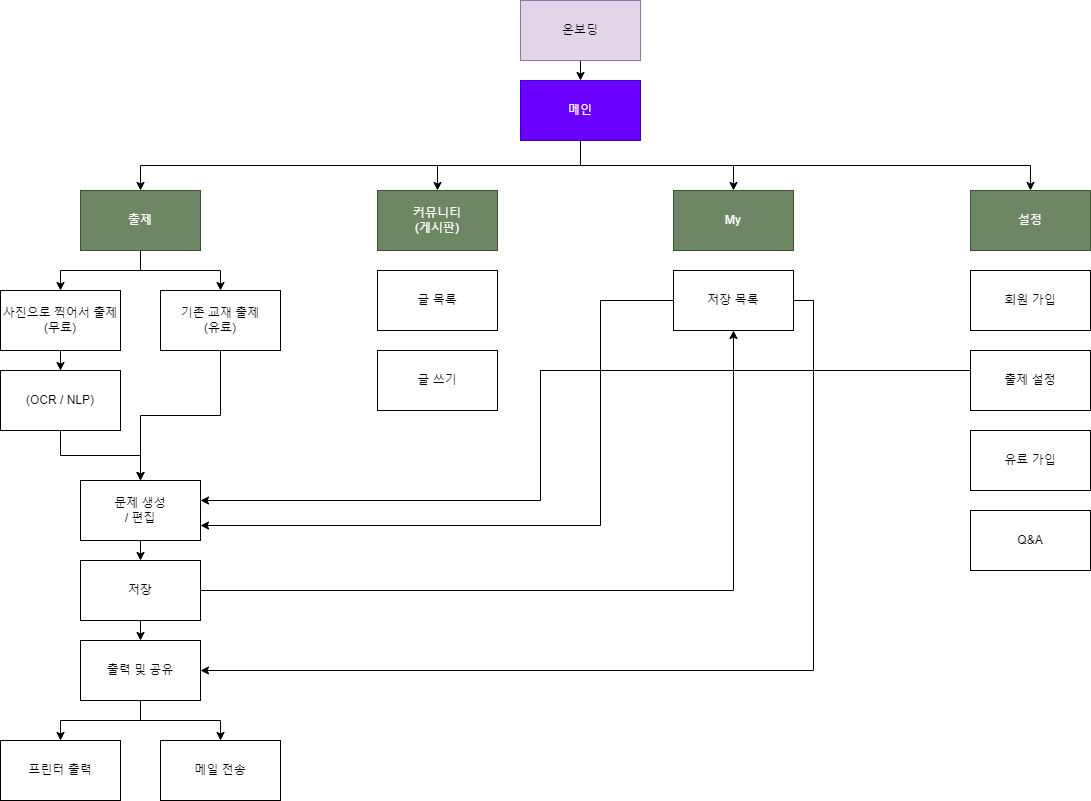 온보딩
메인
출제
커뮤니티
(게시판)
My
설정
사진으로 찍어서 출제
(무료)
기존 교재 출제
(유료)
글 목록
저장 목록
회원 가입
(OCR / NLP)
글 쓰기
출제 설정
유료 가입
문제 생성
/ 편집
Q&A
저장
출력 및 공유
프린터 출력
메일 전송